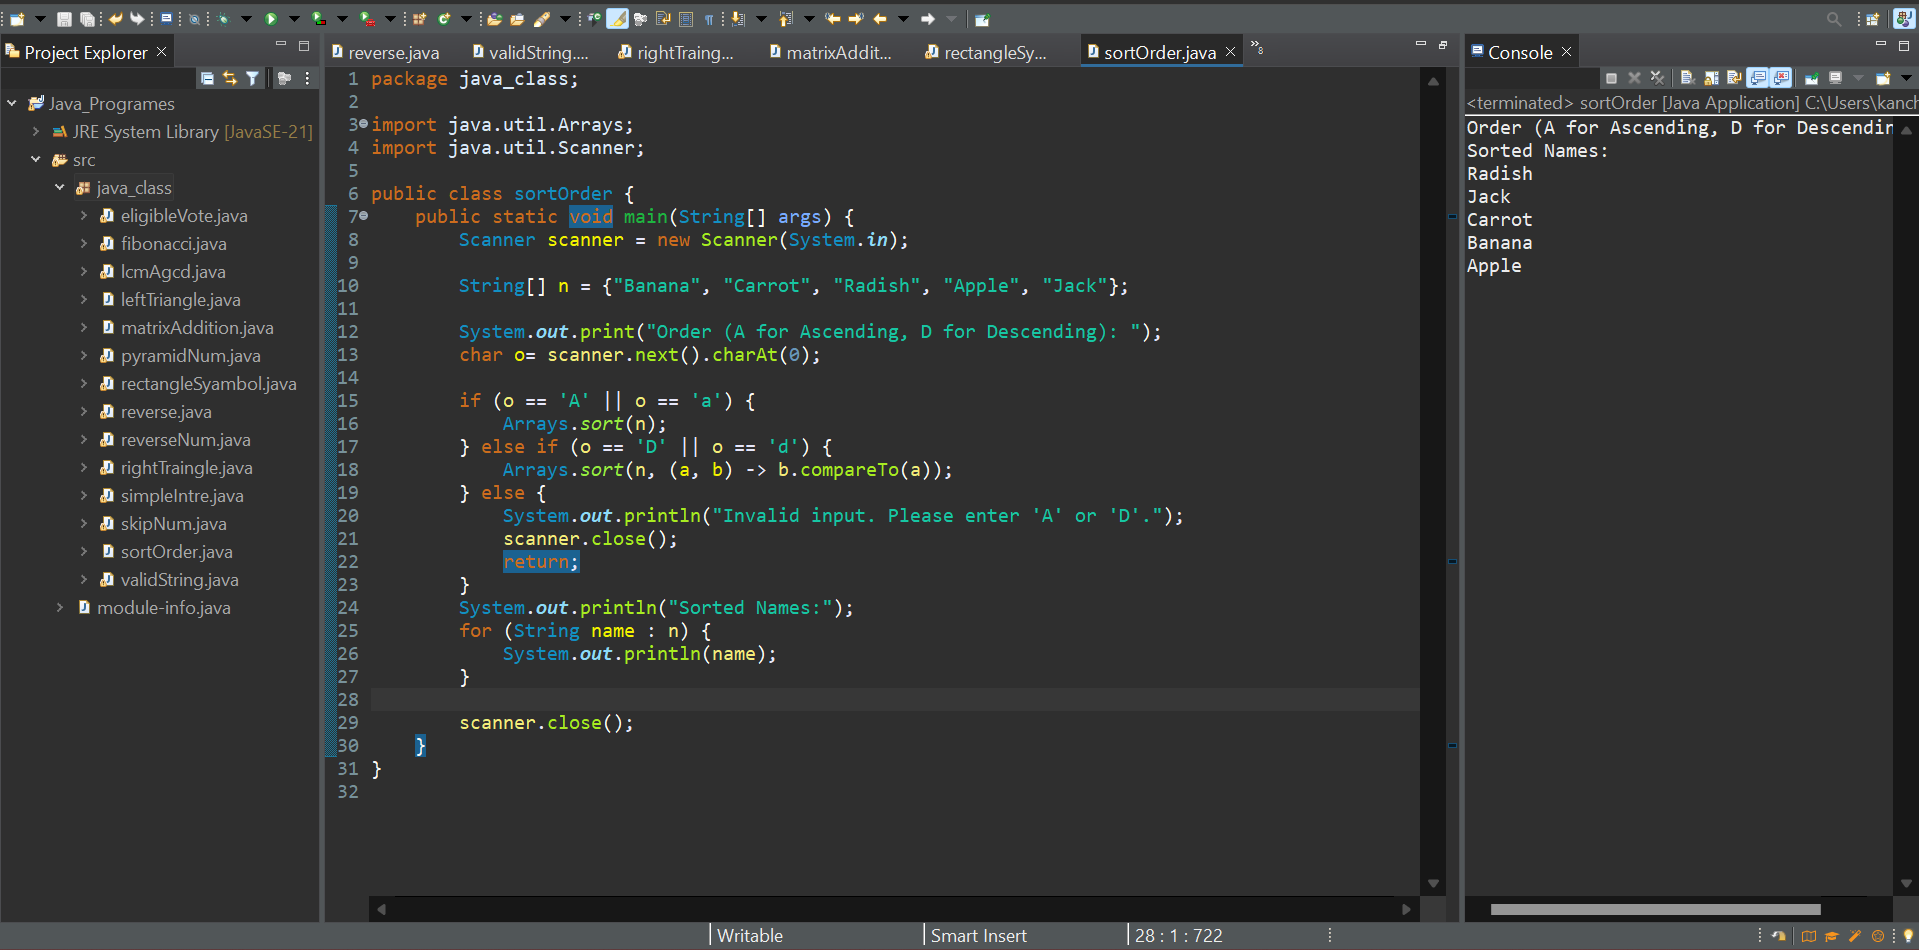 Project Explorer
Java_Programes
JRE System Library [JavaSE-21]
src
java_class
eligibleVote.java
fibonacci.java
lcmAgcd.java
leftTriangle.java
matrixAddition.java
pyramidNum.java
rectangleSyambol.java
reverse.java
reverseNum.java
rightTraingle.java
simpleIntre.java
skipNum.java
sortOrder.java
validString.java
module-info.java
reverse.java validString.... rightTraing... matrixAddit... rectangleSy... sortOrder.java »8
1 package java_class;
2
3 import java.util.Arrays;
4 import java.util.Scanner;
5
6 public class sortOrder {
7     public static void main(String[] args) {
8         Scanner scanner = new Scanner(System.in);
9
10         String[] n = {"Banana", "Carrot", "Radish", "Apple", "Jack"};
11
12         System.out.print("Order (A for Ascending, D for Descending): ");
13         char o= scanner.next().charAt(0);
14
15         if (o == 'A' || o == 'a') {
16             Arrays.sort(n);
17         } else if (o == 'D' || o == 'd') {
18             Arrays.sort(n, (a, b) -> b.compareTo(a));
19         } else {
20             System.out.println("Invalid input. Please enter 'A' or 'D'.");
21             scanner.close();
22             return;
23         }
24         System.out.println("Sorted Names:");
25         for (String name : n) {
26             System.out.println(name);
27         }
28
29         scanner.close();
30     }
31 }
32
Console
<terminated> sortOrder [Java Application] C:\Users\kanch
Order (A for Ascending, D for Descendin
Sorted Names:
Radish
Jack
Carrot
Banana
Apple
Writable Smart Insert 28 : 1 : 722